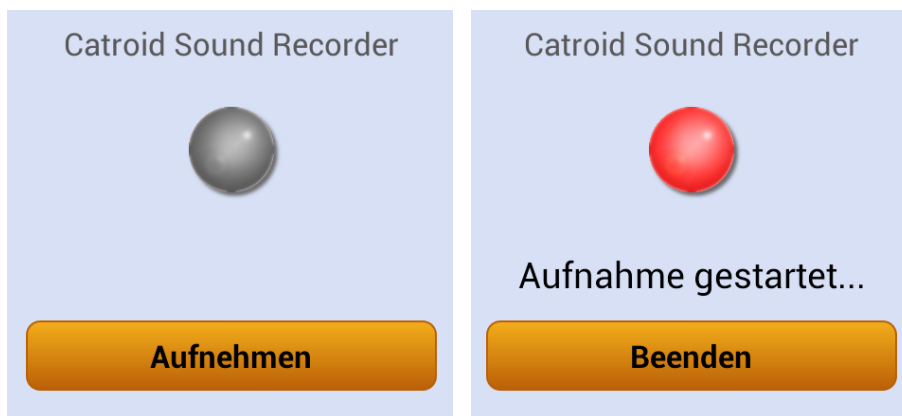 Catroid Sound Recorder
Aufnehmen
Catroid Sound Recorder
Aufnahme gestartet...
Beenden